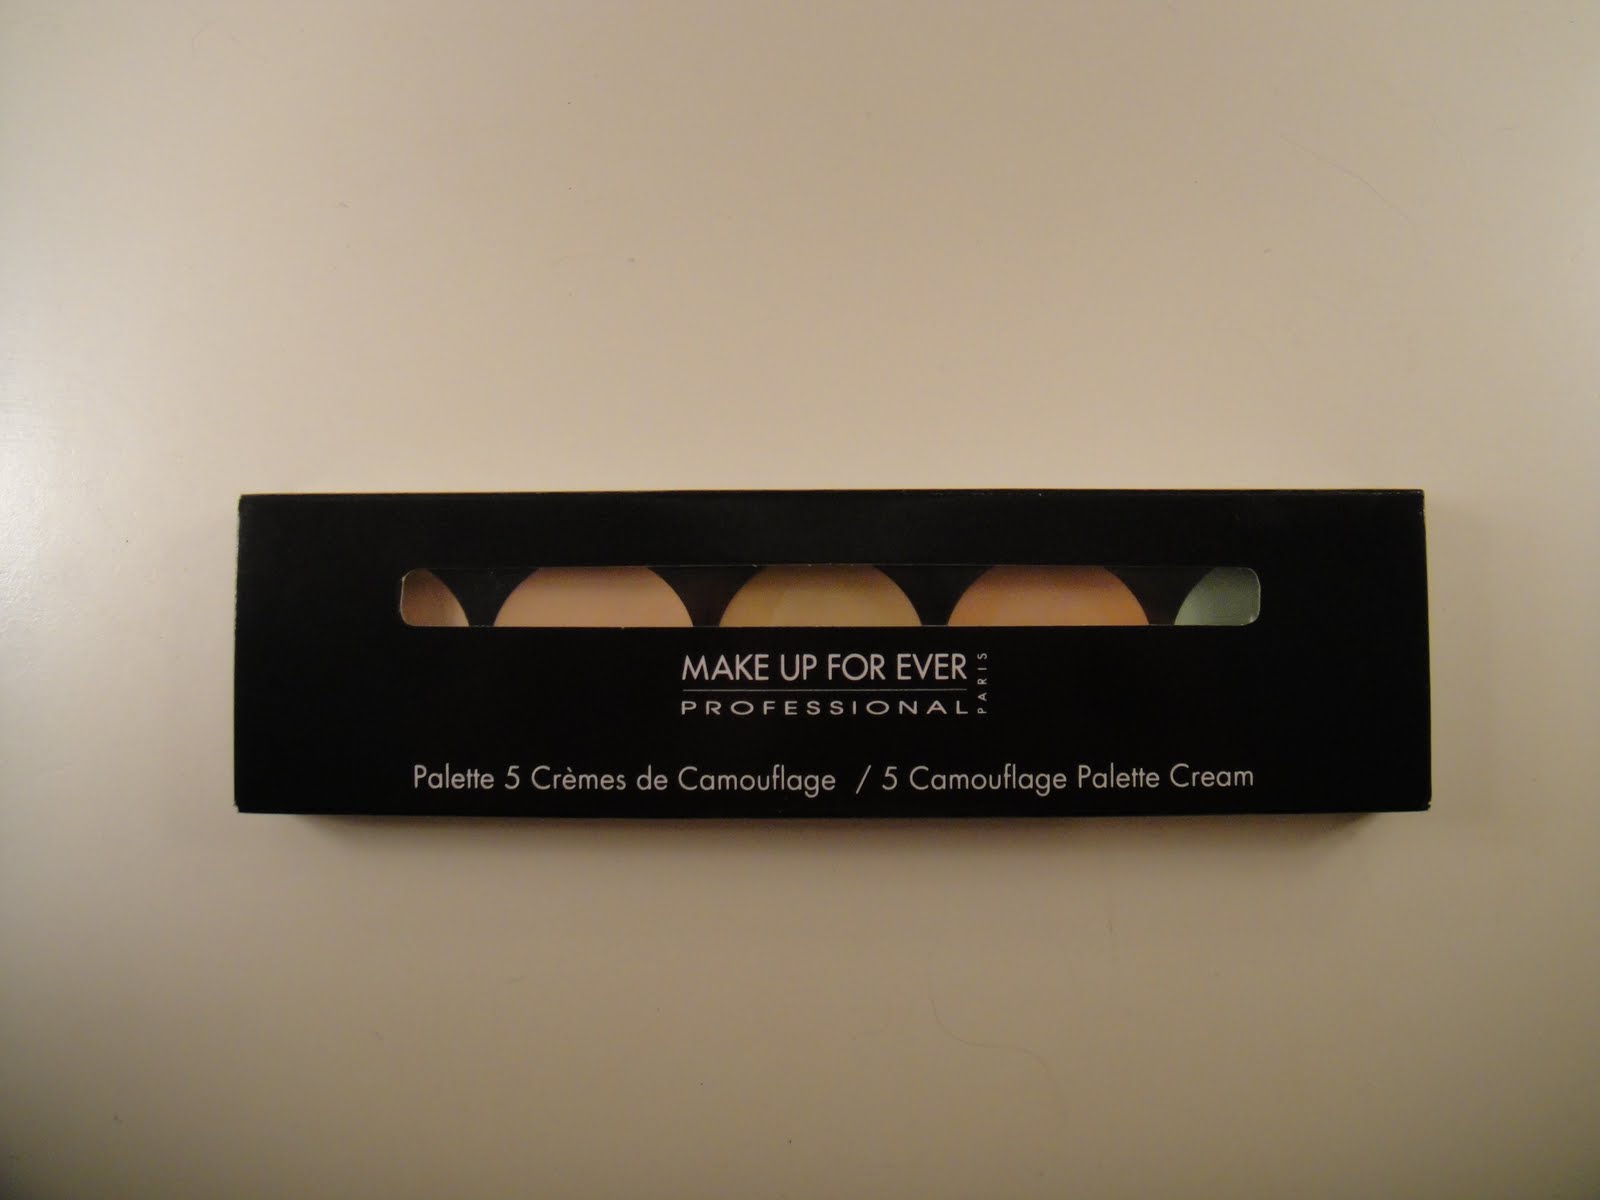 MAKE UP FOR EVER
PROFESSIONAL
PARIS
Palette 5 Crèmes de Camouflage / 5 Camouflage Palette Cream